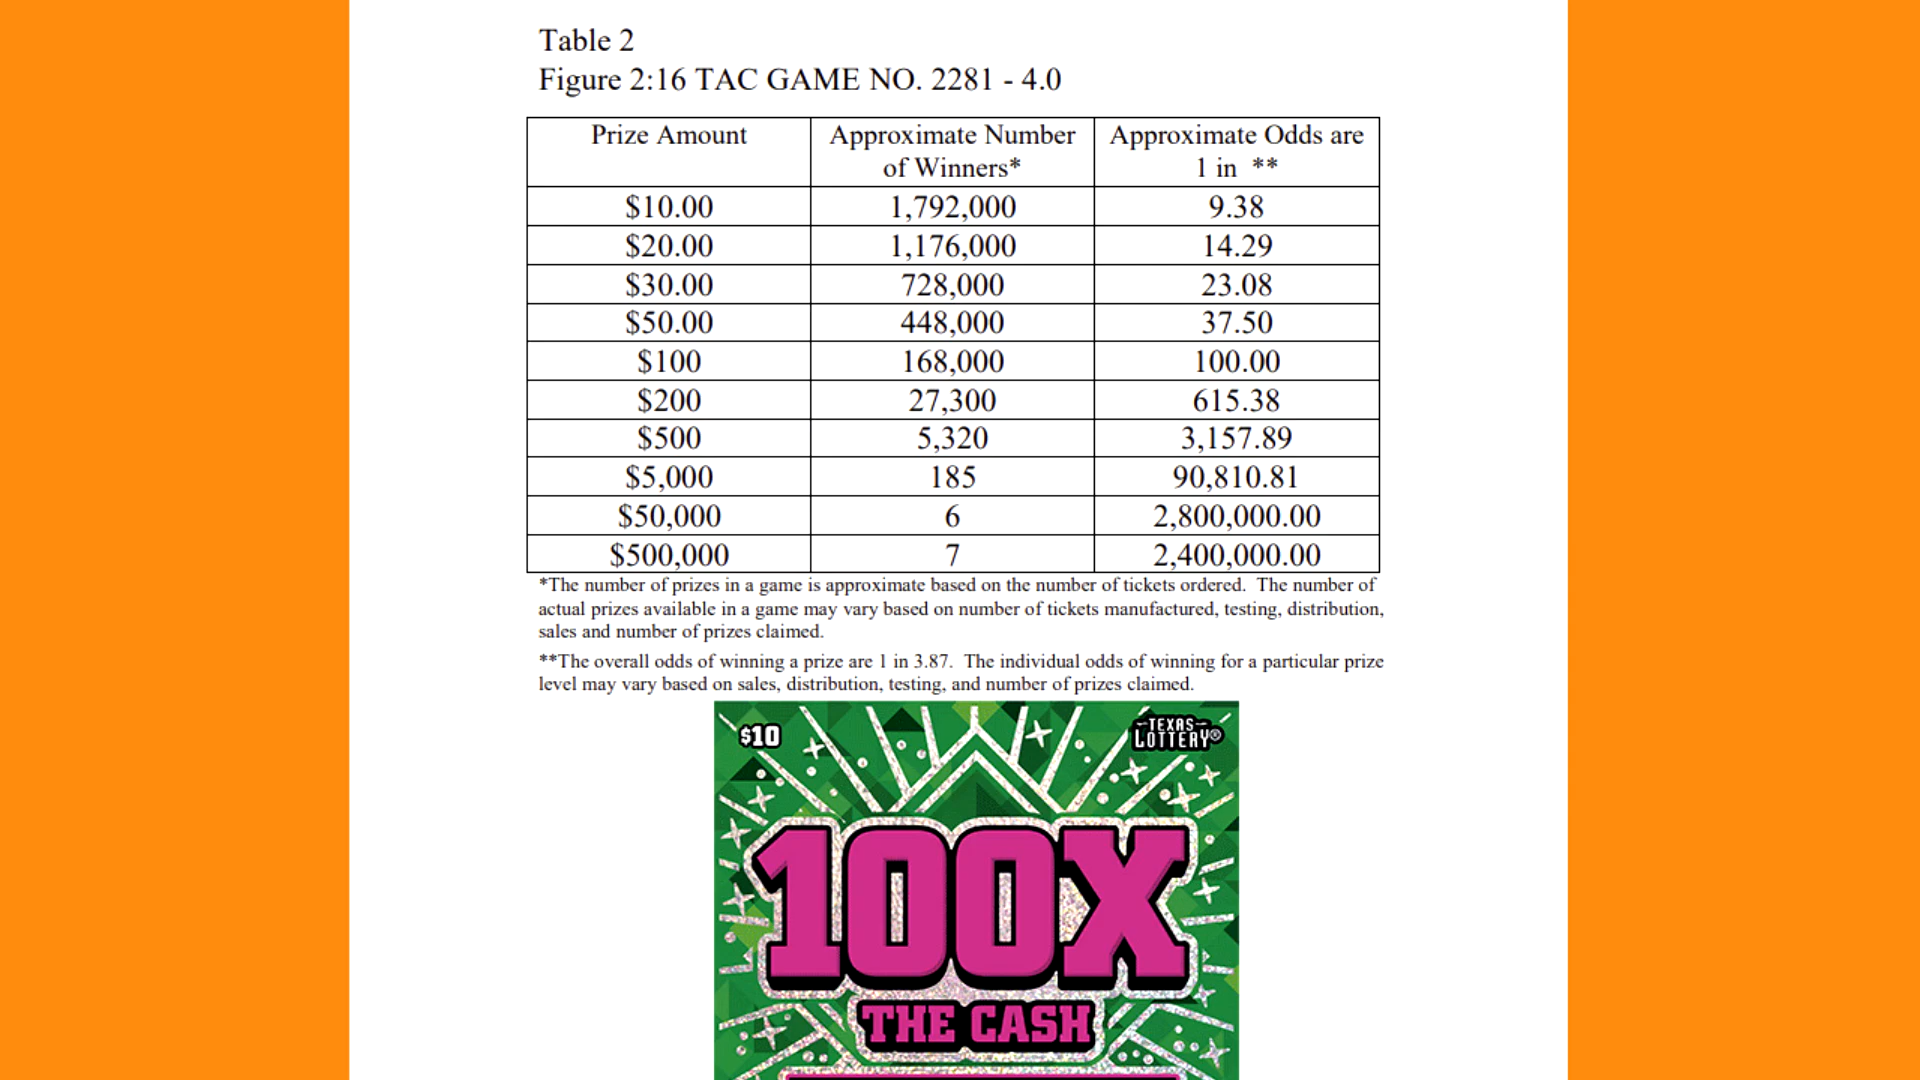 Table 2
Figure 2:16 TAC GAME NO. 2281 - 4.0
Prize Amount Approximate Number of Winners* Approximate Odds are 1 in **
$10.00 1,792,000 9.38
$20.00 1,176,000 14.29
$30.00 728,000 23.08
$50.00 448,000 37.50
$100 168,000 100.00
$200 27,300 615.38
$500 5,320 3,157.89
$5,000 185 90,810.81
$50,000 6 2,800,000.00
$500,000 7 2,400,000.00
*The number of prizes in a game is approximate based on the number of tickets ordered. The number of
actual prizes available in a game may vary based on number of tickets manufactured, testing, distribution,
sales and number of prizes claimed.
**The overall odds of winning a prize are 1 in 3.87. The individual odds of winning for a particular prize
level may vary based on sales, distribution, testing, and number of prizes claimed.
$10
TEXAS
LOTTERY®
100X
THE CASH